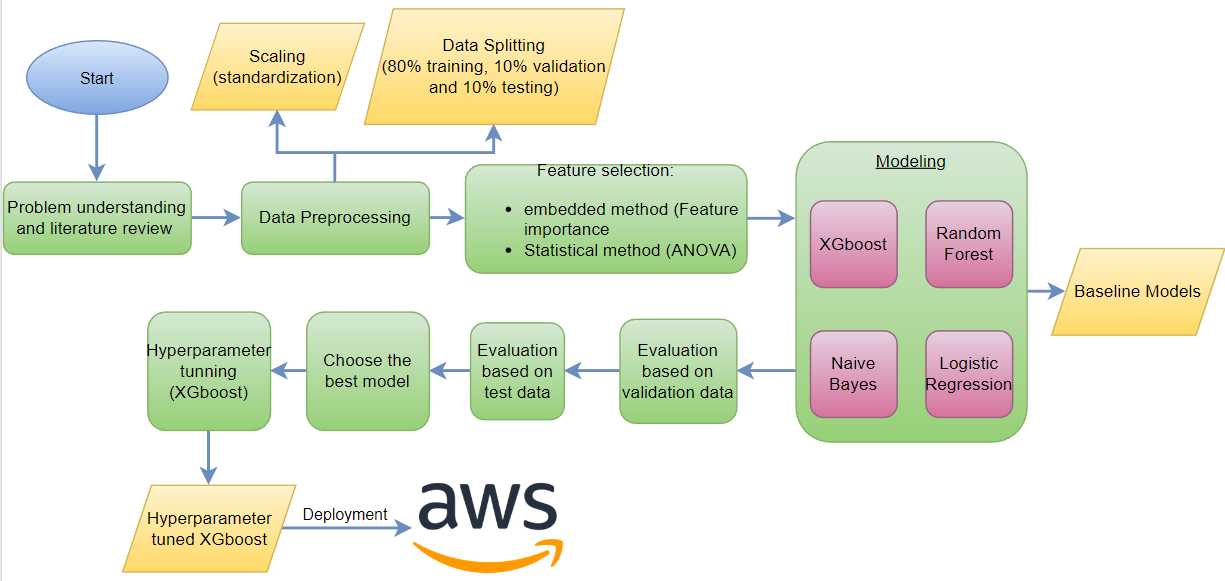 Start
Scaling
(standardization)
Data Splitting
(80% training, 10% validation
and 10% testing)
Problem understanding
and literature review
Data Preprocessing
Feature selection:
• embedded method (Feature
importance
• Statistical method (ANOVA)
Modeling
XGboost
Random
Forest
Naive
Bayes
Logistic
Regression
Baseline Models
Evaluation
based on
validation data
Evaluation
based on
test data
Choose the
best model
Hyperparameter
tunning
(XGboost)
Hyperparameter
tuned XGboost
Deployment
aws